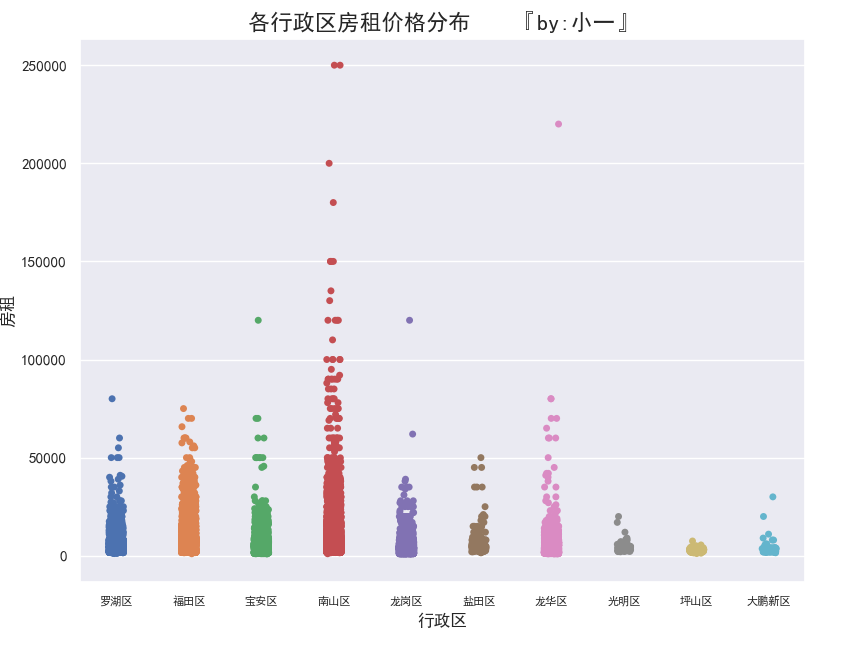 各行政区房租价格分布 『by:小一』
250000
200000
150000
100000
50000
0
房租
罗湖区 福田区 宝安区 南山区 龙岗区 盐田区 龙华区 光明区 坪山区 大鹏新区
行政区